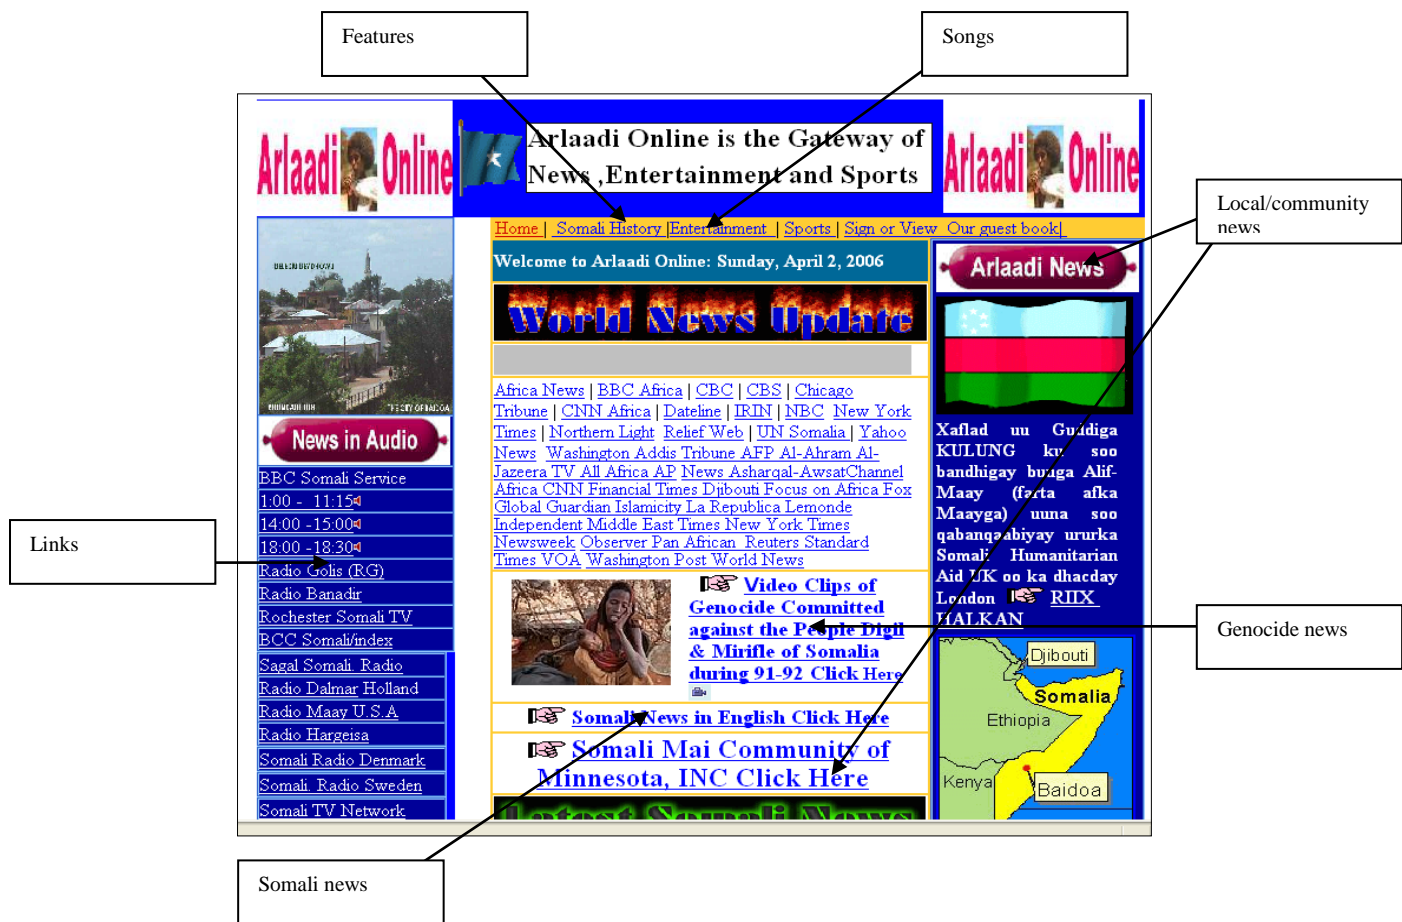 Features
Songs
Arlaadi Online
Arlaadi Online is the Gateway of
News ,Entertainment and Sports
Arlaadi Online
Local/community
news
Home | Somali History |Entertainment | Sports | Sign or View Our guest book|
THE CITY OF BAIDOA
News in Audio
BBC Somali Service
1:00 - 11:15
14:00 -15:00
18:00 -18:30
Radio Golis (RG)
Radio Banadir
Rochester Somali TV
BCC Somali/index
Sagal Somali. Radio
Radio Dalmar Holland
Radio Maay U.S.A
Radio Hargeisa
Somali Radio Denmark
Somali. Radio Sweden
Somali TV Network
Links
Welcome to Arlaadi Online: Sunday, April 2, 2006
World News Update
Africa News | BBC Africa | CBC | CBS | Chicago
Tribune | CNN Africa | Dateline | IRIN | NBC New York
Times | Northern Light Relief Web | UN Somalia | Yahoo
News Washington Addis Tribune AFP Al-Ahram Al-
Jazeera TV All Africa AP News Asharqal-AwsatChannel
Africa CNN Financial Times Djibouti Focus on Africa Fox
Global Guardian Islamicity La Republica Lemonde
Independent Middle East Times New York Times
Newsweek Observer Pan African Reuters Standard
Times VOA Washington Post World News
Video Clips of
Genocide Committed
against the People Digil
& Mirifle of Somalia
during 91-92 Click Here
Somali News in English Click Here
Somali Mai Community of
Minnesota, INC Click Here
Latest Somali News
Arlaadi News
Xaflad uu Guddiga
KULUNG ku soo
bandhigay buuga Alif-
Maay (farta afka
Maayga) uuna soo
qabanqaabiyay ururka
Somali Humanitarian
Aid UK oo ka dhacday
London RIIX
HALKAN
Djibouti
Somalia
Ethiopia
Kenya
Baidoa
Genocide news
Somali news